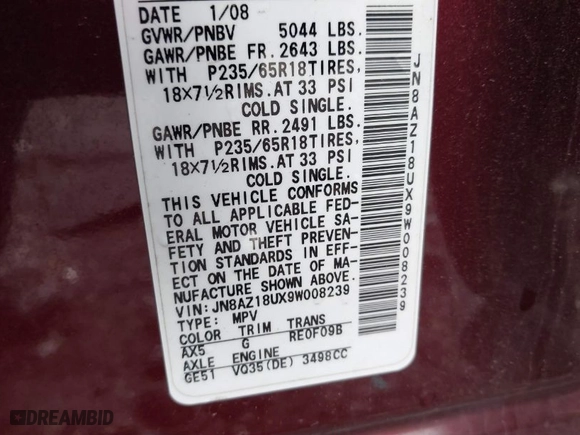 DATE 1/08
GVWR/PNBV 5044 LBS.
GAWR/PNBE FR. 2643 LBS.
WITH P235/65R18TIRES,
18X7½RIMS.AT 33 PSI
COLD SINGLE.
GAWR/PNBE RR. 2491 LBS.
WITH P235/65R18TIRES,
18X7½RIMS.AT 33 PSI
COLD SINGLE.
THIS VEHICLE CONFORMS
TO ALL APPLICABLE FED-
ERAL MOTOR VEHICLE SA-
FETY AND THEFT PREVEN-
TION STANDARDS IN EFF-
ECT ON THE DATE OF MA-
NUFACTURE SHOWN ABOVE.
VIN: JN8AZ18UX9W008239
TYPE: MPV
COLOR TRIM TRANS
AX5 G RE0F09B
AXLE ENGINE
GE51 VQ35(DE) 3498CC
JN8AZ18UX9W008239
DREAMBID